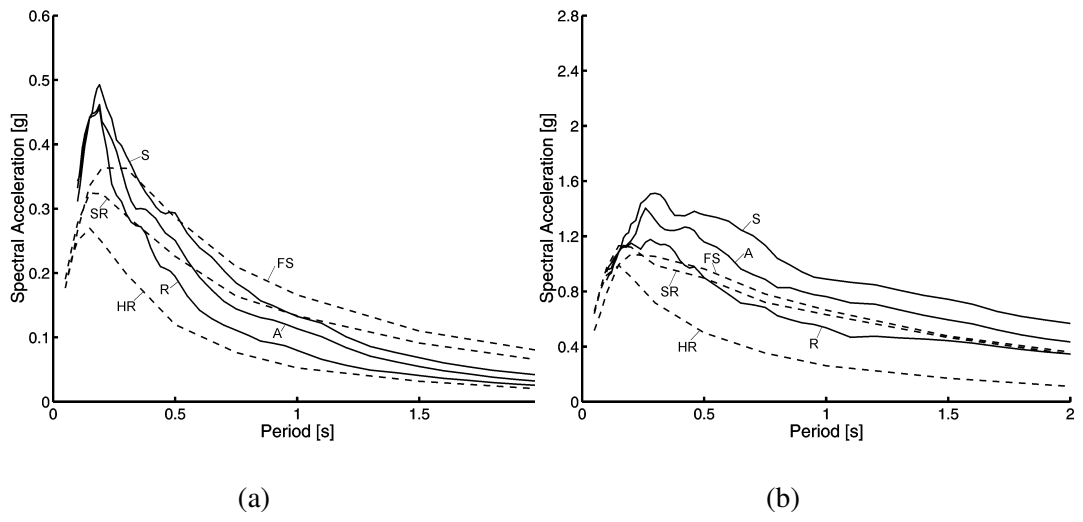 0.6
0.5
0.4
0.3
0.2
0.1
0
Spectral Acceleration [g]
S
SR
FS
HR
R
A
0 0.5 1 1.5
Period [s]
(a)
2.8
2.4
2
1.6
1.2
0.8
0.4
0
Spectral Acceleration [g]
S
A
FS
SR
HR
R
0 0.5 1 1.5 2
Period [s]
(b)